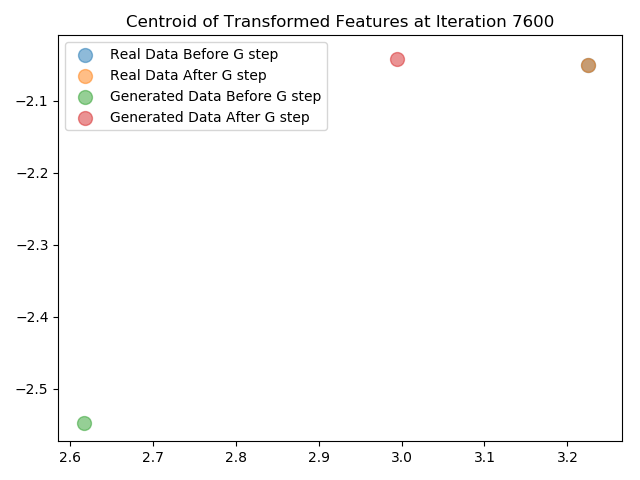 Centroid of Transformed Features at Iteration 7600
Real Data Before G step
Real Data After G step
Generated Data Before G step
Generated Data After G step
−2.1
−2.2
−2.3
−2.4
−2.5
2.6 2.7 2.8 2.9 3.0 3.1 3.2